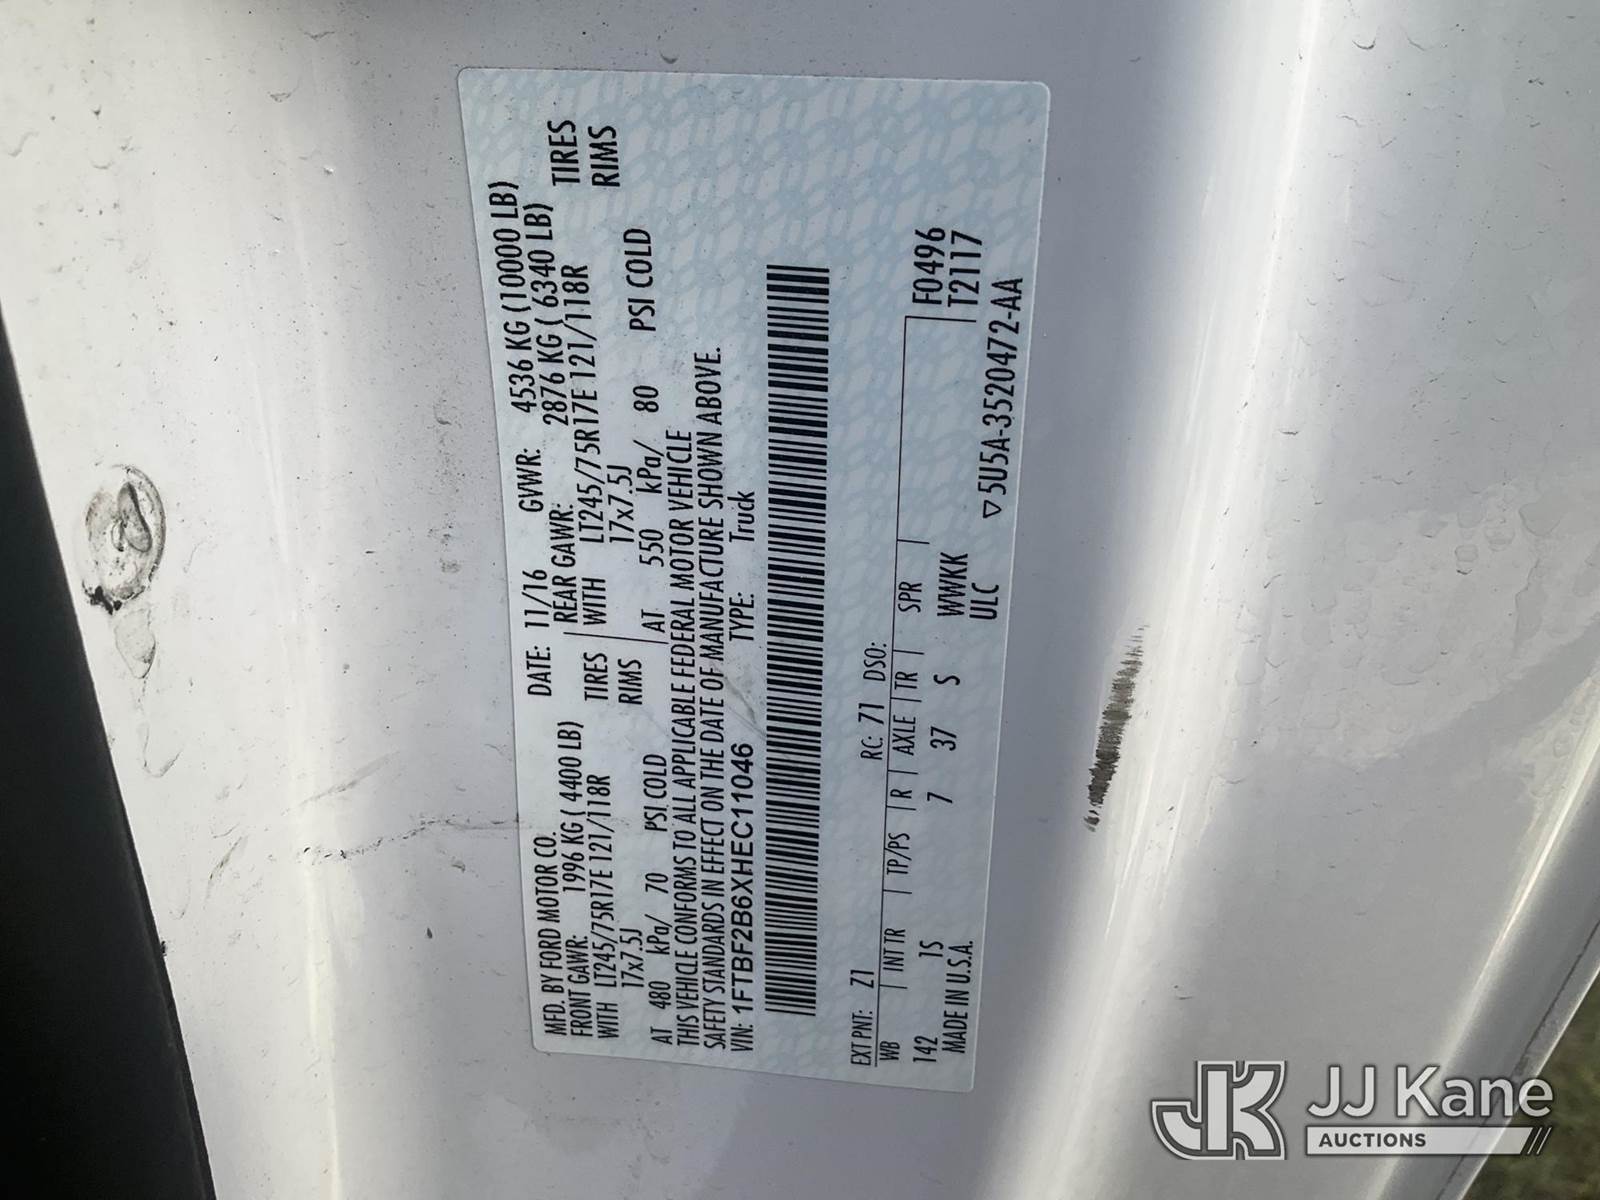 MFD. BY FORD MOTOR CO. DATE: 11/16 GVWR: 4536 KG (10000 LB)
FRONT GAWR: 1996 KG ( 4400 LB) REAR GAWR: 2876 KG ( 6340 LB)
WITH LT245/75R17E 121/118R TIRES WITH LT245/75R17E 121/118R TIRES
17x7.5J RIMS 17x7.5J RIMS
AT 480 kPa/ 70 PSI COLD AT 550 kPa/ 80 PSI COLD
THIS VEHICLE CONFORMS TO ALL APPLICABLE FEDERAL MOTOR VEHICLE
SAFETY STANDARDS IN EFFECT ON THE DATE OF MANUFACTURE SHOWN ABOVE.
VIN: 1FTBF2B6XHEC11046 TYPE: Truck
EXT PNT: Z1 RC: 71 DSO:
WB INT TR TP/PS R AXLE TR SPR F0496
142 1S 7 37 S WWWKK T2117
MADE IN U.S.A. ULC ▽5U5A-3520472-AA
JK JJ Kane
AUCTIONS